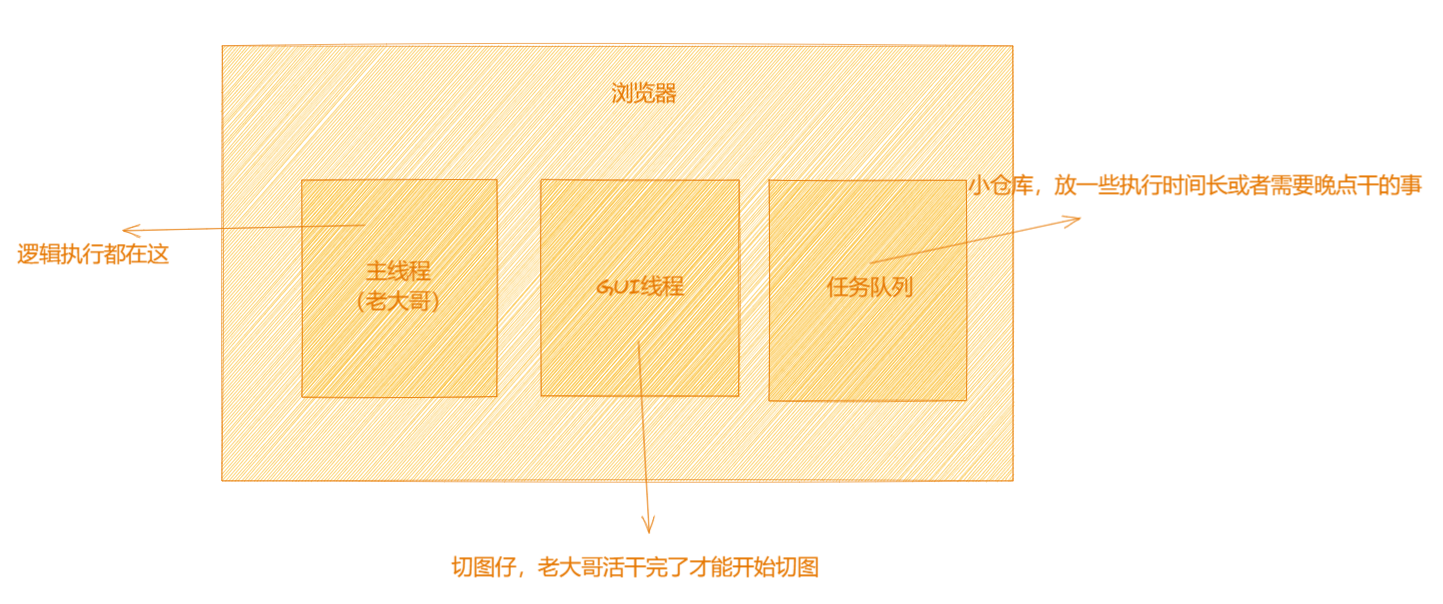 浏览器
小仓库，放一些执行时间长或者需要晚点干的事
逻辑执行都在这
主线程
（老大哥）
GUI线程
任务队列
切图仔，老大哥活干完了才能开始切图